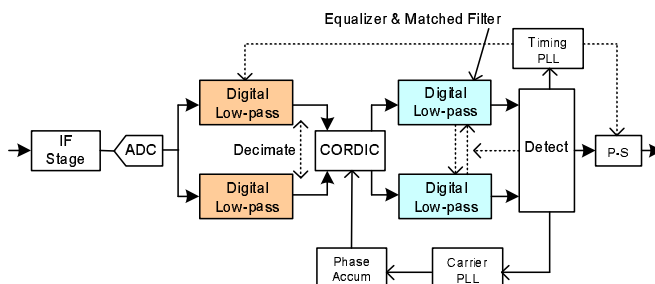 Equalizer & Matched Filter
Timing
PLL
Digital
Low-pass
Digital
Low-pass
IF
Stage
ADC
Decimate
CORDIC
Detect
P-S
Digital
Low-pass
Digital
Low-pass
Phase
Accum
Carrier
PLL